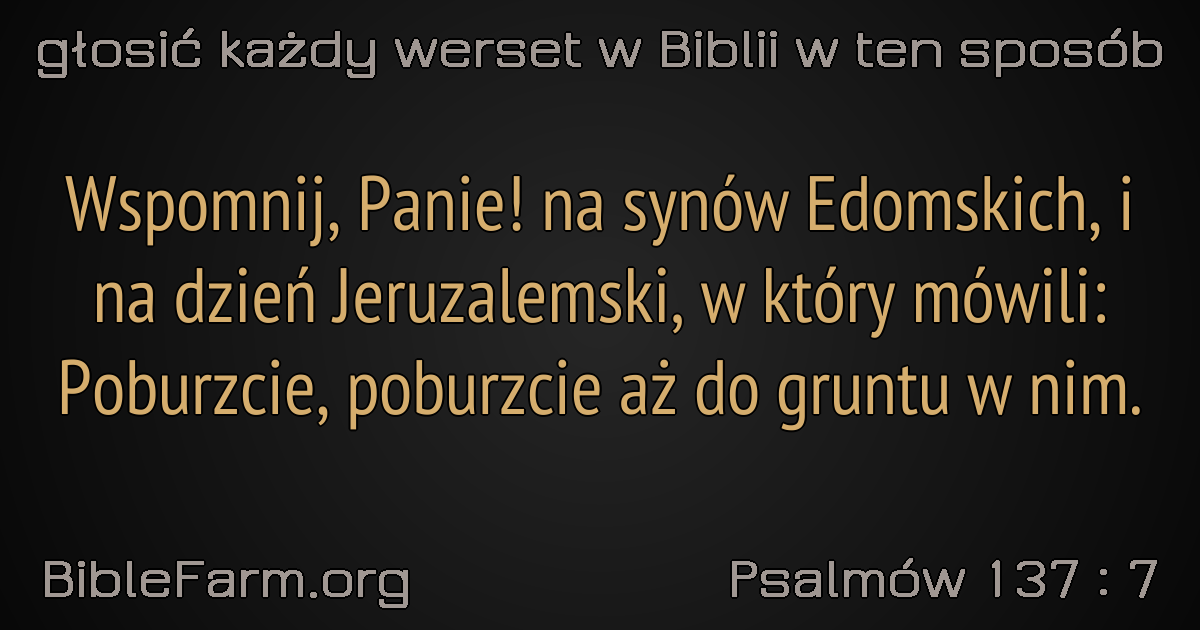 głosić każdy werset w Biblii w ten sposób
Wspomnij, Panie! na synów Edomskich, i
na dzień Jeruzalemski, w który mówili:
Poburzcie, poburzcie aż do gruntu w nim.
BibleFarm.org
Psalmów 137 : 7